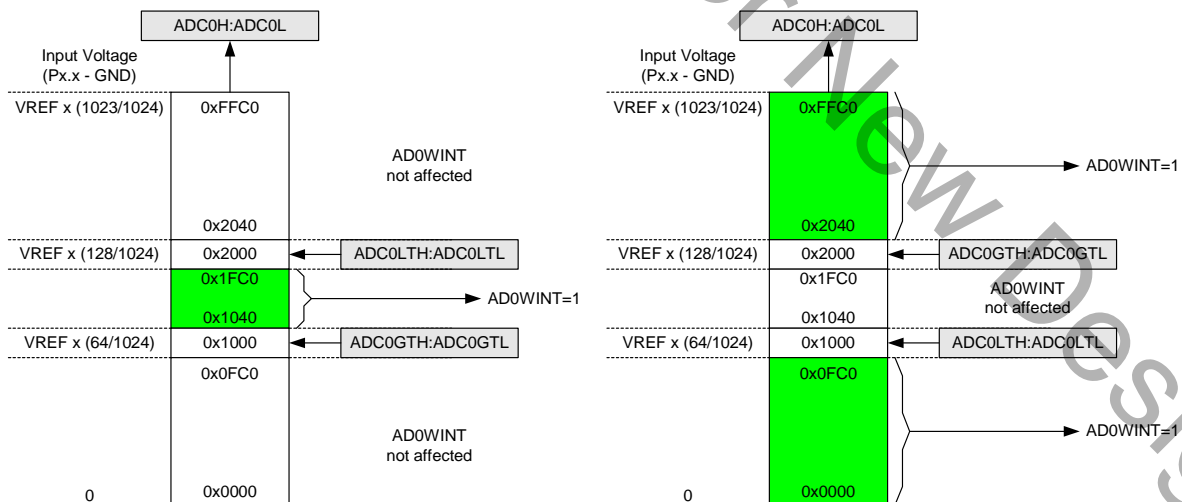 ADC0H:ADC0L
Input Voltage
(Px.x - GND)
VREF x (1023/1024)
0xFFC0
AD0WINT
not affected
0x2040
VREF x (128/1024)
0x2000
ADC0LTH:ADC0LTL
0x1FC0
AD0WINT=1
0x1040
VREF x (64/1024)
0x1000
ADC0GTH:ADC0GTL
0x0FC0
AD0WINT
not affected
0
0x0000
ADC0H:ADC0L
Input Voltage
(Px.x - GND)
VREF x (1023/1024)
0xFFC0
AD0WINT=1
0x2040
VREF x (128/1024)
0x2000
ADC0GTH:ADC0GTL
0x1FC0
AD0WINT
not affected
0x1040
VREF x (64/1024)
0x1000
ADC0LTH:ADC0LTL
0x0FC0
AD0WINT=1
0
0x0000
New